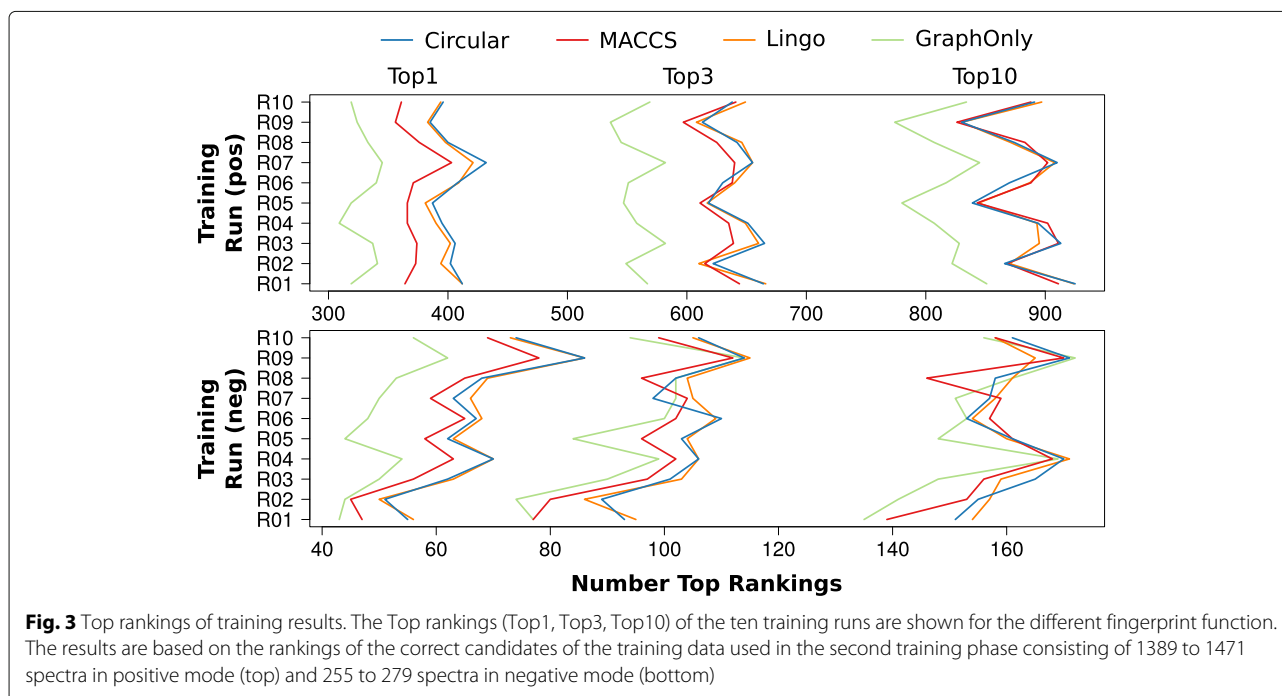 Circular MACCS Lingo GraphOnly
Top1 Top3 Top10
Training
Run (pos)
R10
R09
R08
R07
R06
R05
R04
R03
R02
R01
300 400 500 600 700 800 900
Training
Run (neg)
R10
R09
R08
R07
R06
R05
R04
R03
R02
R01
40 60 80 100 120 140 160
Number Top Rankings
Fig. 3 Top rankings of training results. The Top rankings (Top1, Top3, Top10) of the ten training runs are shown for the different fingerprint function.
The results are based on the rankings of the correct candidates of the training data used in the second training phase consisting of 1389 to 1471
spectra in positive mode (top) and 255 to 279 spectra in negative mode (bottom)